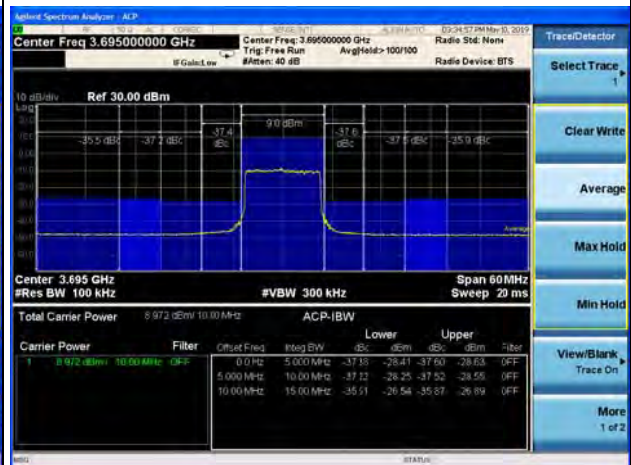 Agilent Spectrum Analyzer - ACP
03:34:57 PM May 10, 2019
Center Freq 3.695000000 GHz
Center Freq: 3.695000000 GHz
Radio Std: None
Trig: Free Run
Avg|Hold:> 100/100
IFGain:Low
#Atten: 40 dB
Radio Device: BTS
10 dB/div
Ref 30.00 dBm
Log
9.0 dBm
-35.5 dBc
-37.2 dBc
-37.4 dBc
-37.6 dBc
-37.5 dBc
-35.9 dBc
Average
Center 3.695 GHz
Span 60 MHz
#Res BW 100 kHz
#VBW 300 kHz
Sweep 20 ms
Total Carrier Power
8.972 dBm/ 10.00 MHz
ACP-IBW
Lower
Upper
Carrier Power
Filter
Offset Freq
Integ BW
dBc
dBm
dBc
dBm
Filter
1 8.972 dBm / 10.00 MHz OFF
0.0 Hz 5.000 MHz -37.38 -28.41 -37.60 -28.63 OFF
5.000 MHz 10.00 MHz -37.22 -28.25 -37.52 -28.55 OFF
10.00 MHz 15.00 MHz -35.51 -26.54 -35.87 -26.89 OFF
MSG
STATUS
Trace/Detector
Select Trace
1
Clear Write
Average
Max Hold
Min Hold
View/Blank
Trace On
More
1 of 2